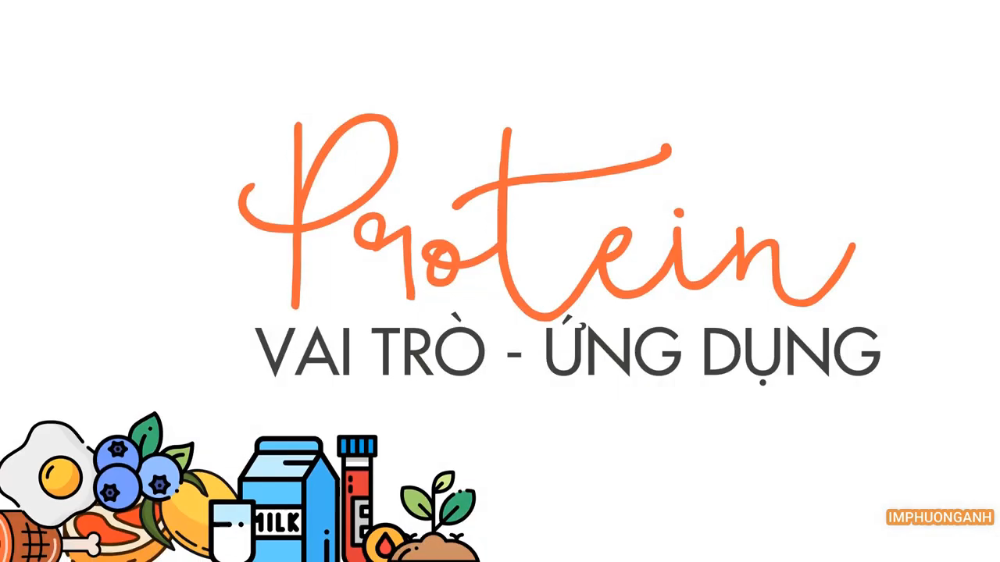 Protein
VAI TRÒ - ỨNG DỤNG
MILK
IMPHUONGANH